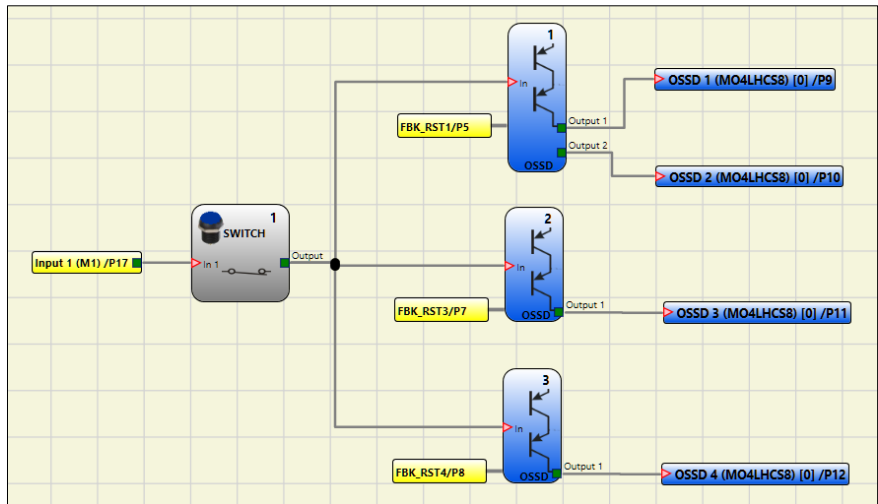 1
In
FBK_RST1/P5
Output 1
Output 2
OSSD
OSSD 1 (MO4LHCS8) [0] /P9
OSSD 2 (MO4LHCS8) [0] /P10
Input 1 (M1) /P17
1
SWITCH
In 1
Output
2
In
FBK_RST3/P7
Output 1
OSSD
OSSD 3 (MO4LHCS8) [0] /P11
3
In
FBK_RST4/P8
Output 1
OSSD
OSSD 4 (MO4LHCS8) [0] /P12